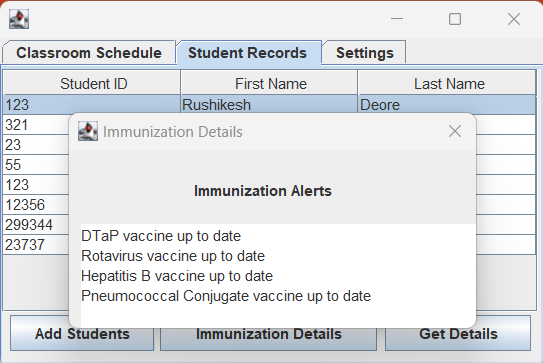 Classroom Schedule Student Records Settings
Student ID First Name Last Name
123 Rushikesh Deore
321
23
55
123
12356
299344
23737
Immunization Details
Immunization Alerts
DTaP vaccine up to date
Rotavirus vaccine up to date
Hepatitis B vaccine up to date
Pneumococcal Conjugate vaccine up to date
Add Students Immunization Details Get Details